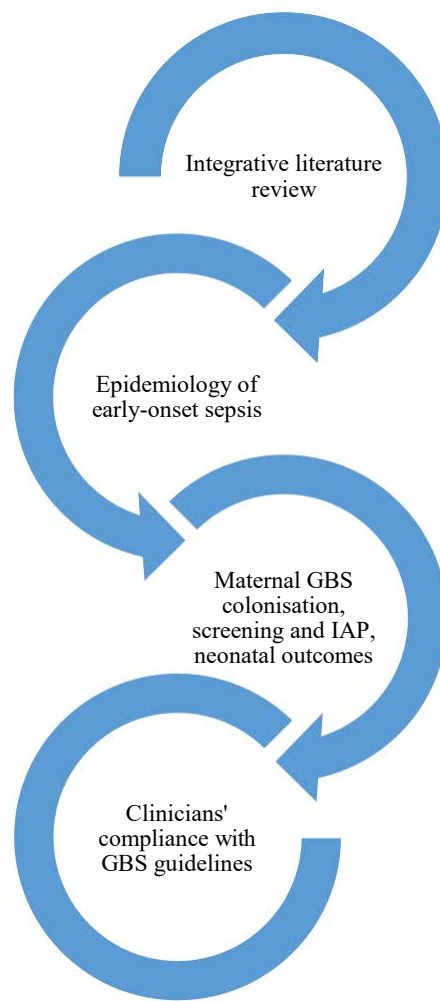 Integrative literature
review
Epidemiology of
early-onset sepsis
Maternal GBS
colonisation,
screening and IAP,
neonatal outcomes
Clinicians'
compliance with
GBS guidelines